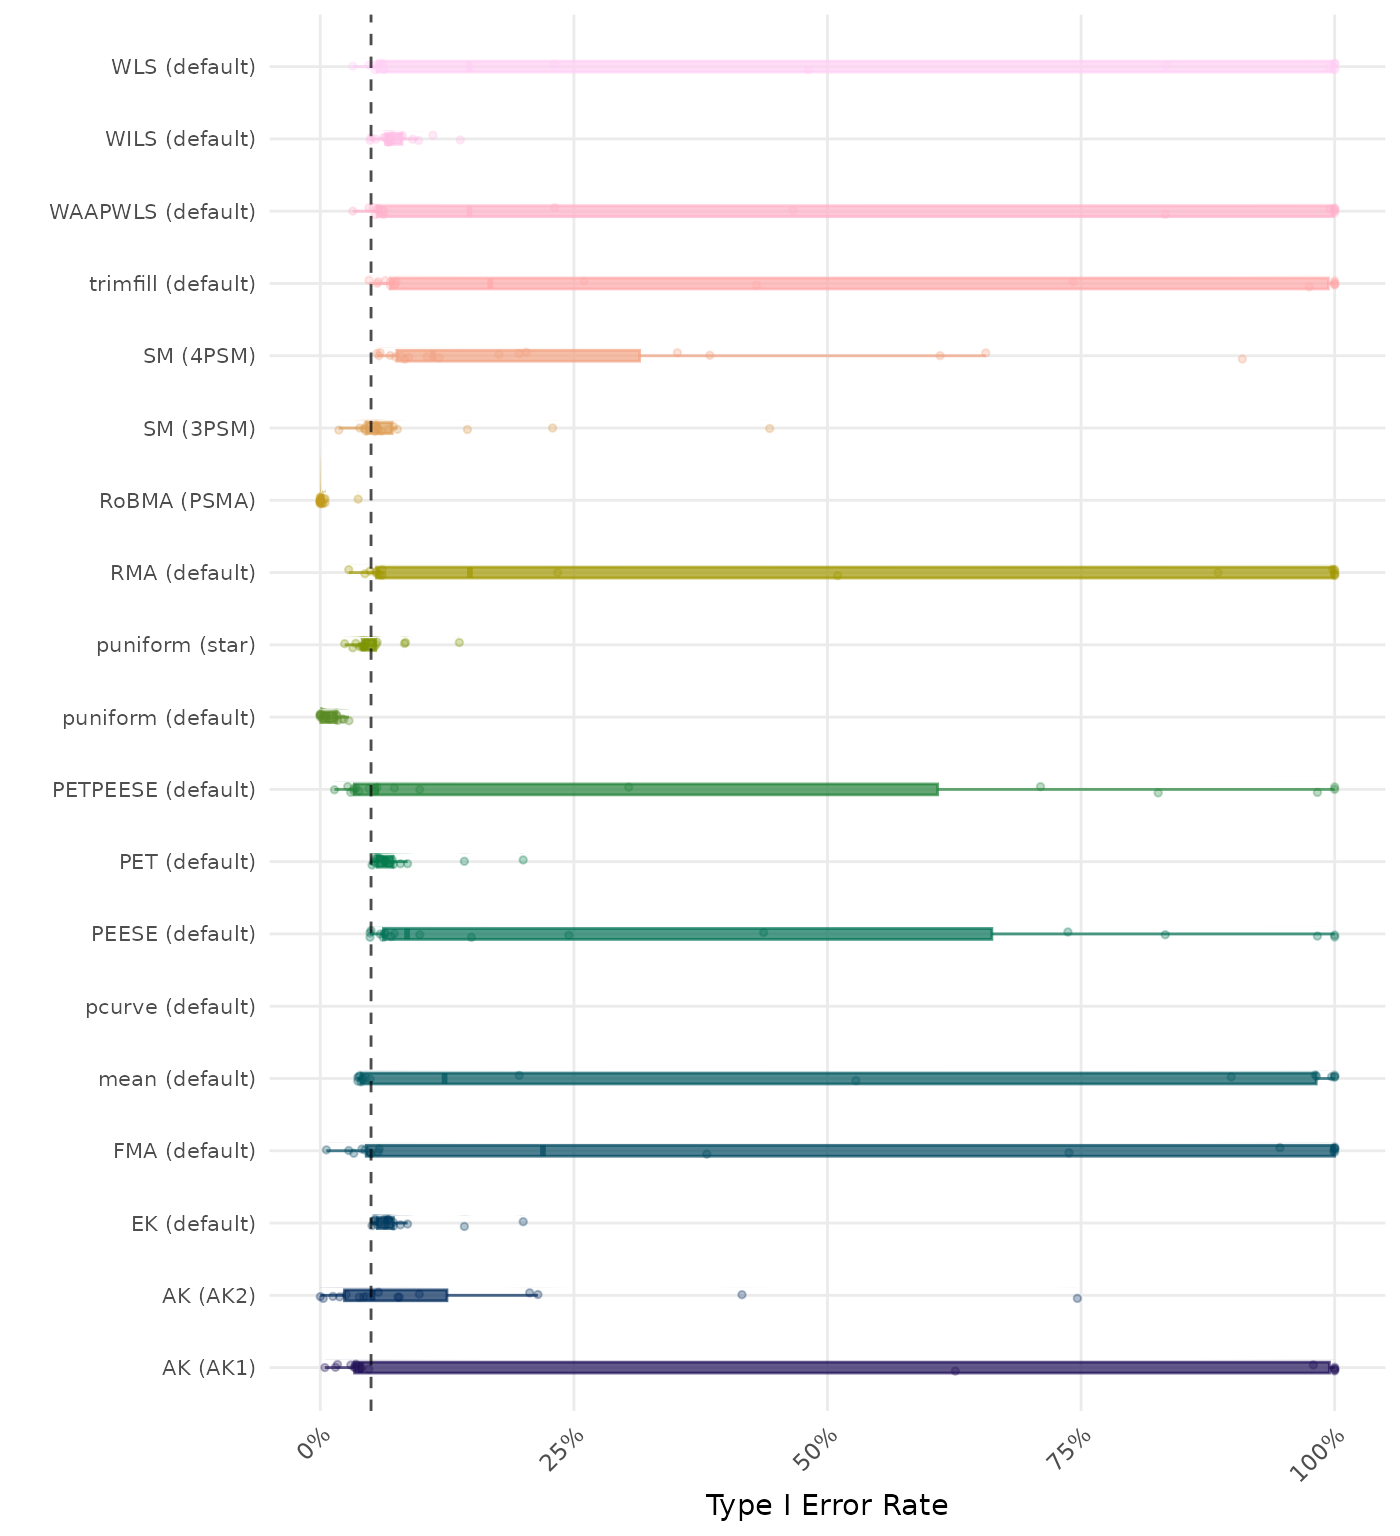 WLS (default)
WILS (default)
WAAPWLS (default)
trimfill (default)
SM (4PSM)
SM (3PSM)
RoBMA (PSMA)
RMA (default)
puniform (star)
puniform (default)
PETPEESE (default)
PET (default)
PEESE (default)
pcurve (default)
mean (default)
FMA (default)
EK (default)
AK (AK2)
AK (AK1)
0% 25% 50% 75% 100%
Type I Error Rate